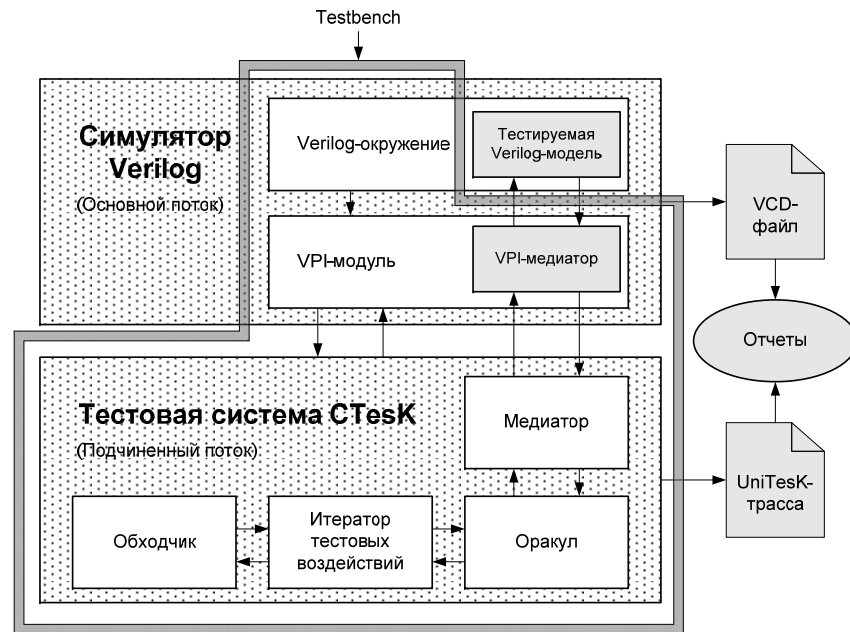 Testbench
Симулятор
Verilog
(Основной поток)
Verilog-окружение
Тестируемая
Verilog-модель
VPI-модуль
VPI-медиатор
VCD-
файл
Отчеты
Тестовая система CTesK
(Подчиненный поток)
Медиатор
UniTesK-
трасса
Обходчик
Итератор
тестовых
воздействий
Оракул